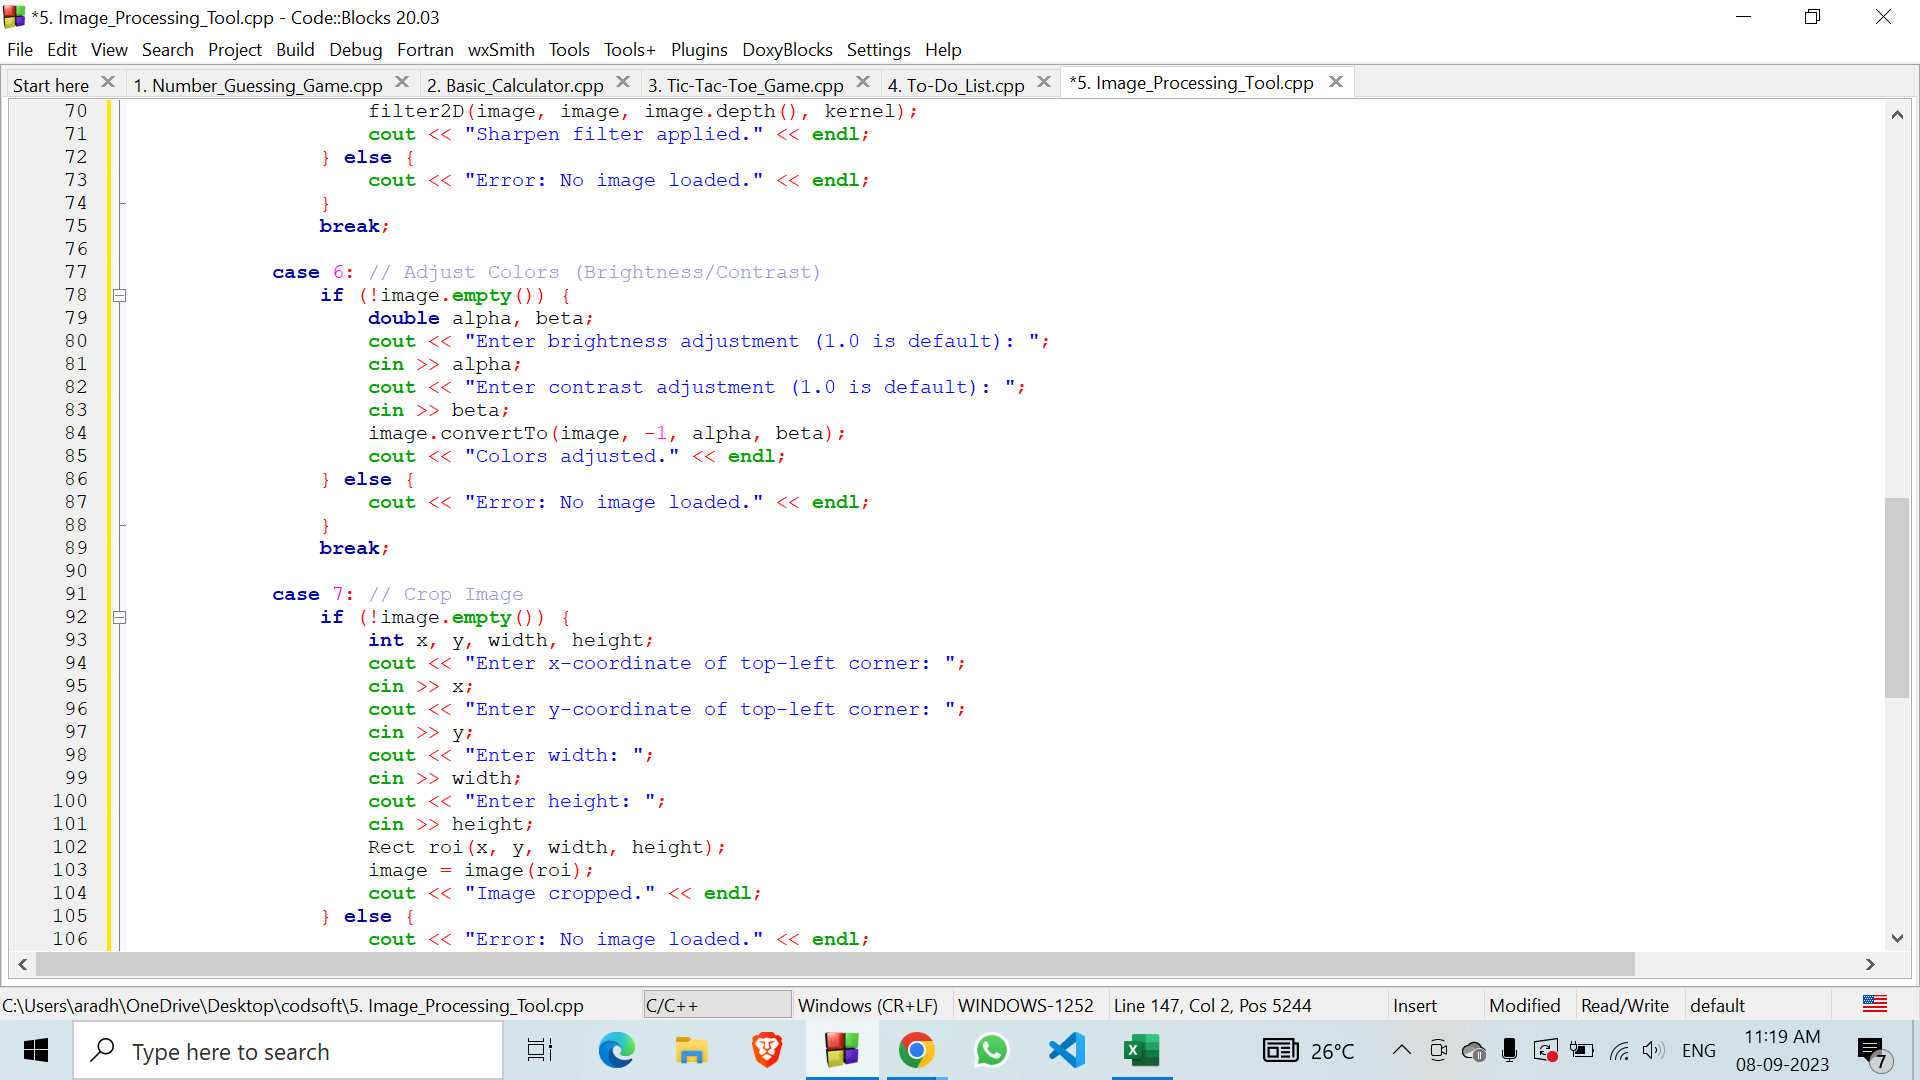 *5. Image_Processing_Tool.cpp - Code::Blocks 20.03
File Edit View Search Project Build Debug Fortran wxSmith Tools Tools+ Plugins DoxyBlocks Settings Help
Start here 1. Number_Guessing_Game.cpp 2. Basic_Calculator.cpp 3. Tic-Tac-Toe_Game.cpp 4. To-Do_List.cpp *5. Image_Processing_Tool.cpp
70 filter2D(image, image, image.depth(), kernel);
71 cout << "Sharpen filter applied." << endl;
72 } else {
73 cout << "Error: No image loaded." << endl;
74 }
75 break;
76
77 case 6: // Adjust Colors (Brightness/Contrast)
78 if (!image.empty()) {
79 double alpha, beta;
80 cout << "Enter brightness adjustment (1.0 is default): ";
81 cin >> alpha;
82 cout << "Enter contrast adjustment (1.0 is default): ";
83 cin >> beta;
84 image.convertTo(image, -1, alpha, beta);
85 cout << "Colors adjusted." << endl;
86 } else {
87 cout << "Error: No image loaded." << endl;
88 }
89 break;
90
91 case 7: // Crop Image
92 if (!image.empty()) {
93 int x, y, width, height;
94 cout << "Enter x-coordinate of top-left corner: ";
95 cin >> x;
96 cout << "Enter y-coordinate of top-left corner: ";
97 cin >> y;
98 cout << "Enter width: ";
99 cin >> width;
100 cout << "Enter height: ";
101 cin >> height;
102 Rect roi(x, y, width, height);
103 image = image(roi);
104 cout << "Image cropped." << endl;
105 } else {
106 cout << "Error: No image loaded." << endl;
C:\Users\aradh\OneDrive\Desktop\codsoft\5. Image_Processing_Tool.cpp C/C++ Windows (CR+LF) WINDOWS-1252 Line 147, Col 2, Pos 5244 Insert Modified Read/Write default
Type here to search 26°C ENG 11:19 AM
08-09-2023 7